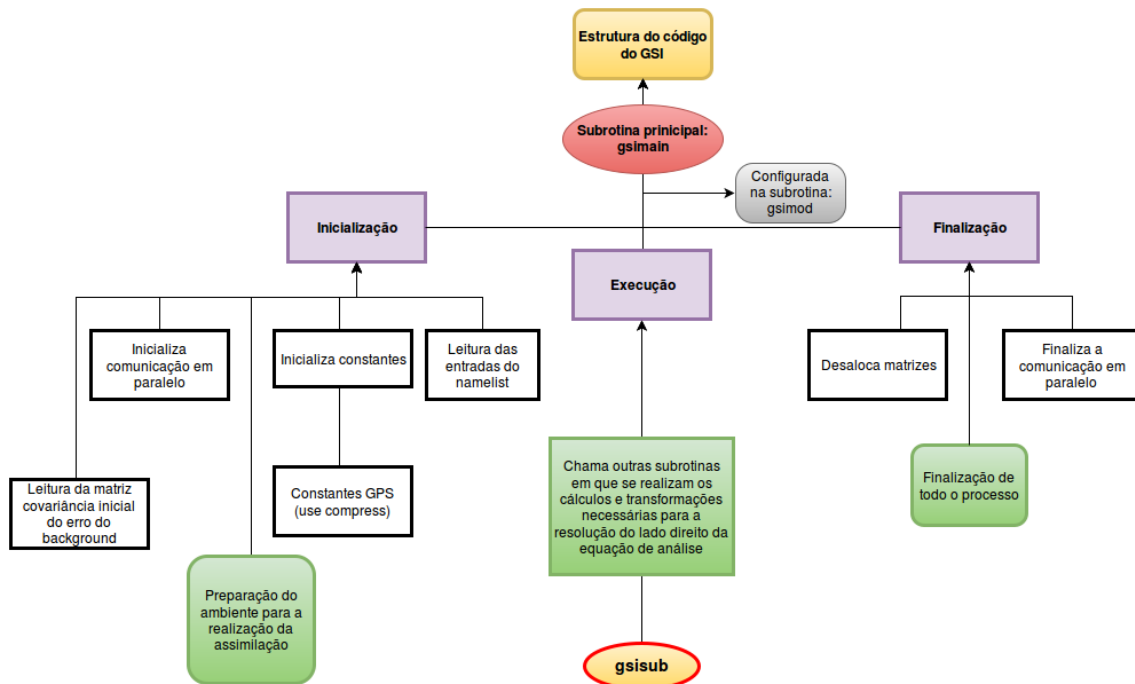 Estrutura do código
do GSI
Subrotina prinicipal:
gsimain
Configurada
na subrotina:
gsimod
Inicialização
Execução
Finalização
Inicializa
comunicação em
paralelo
Inicializa constantes
Leitura das
entradas do
namelist
Desaloca matrizes
Finaliza a
comunicação em
paralelo
Leitura da matriz
covariância inicial
do erro do
background
Constantes GPS
(use compress)
Chama outras subrotinas
em que se realizam os
cálculos e transformações
necessárias para a
resolução do lado direito da
equação de análise
Finalização de
todo o processo
Preparação do
ambiente para a
realização da
assimilação
gsisub